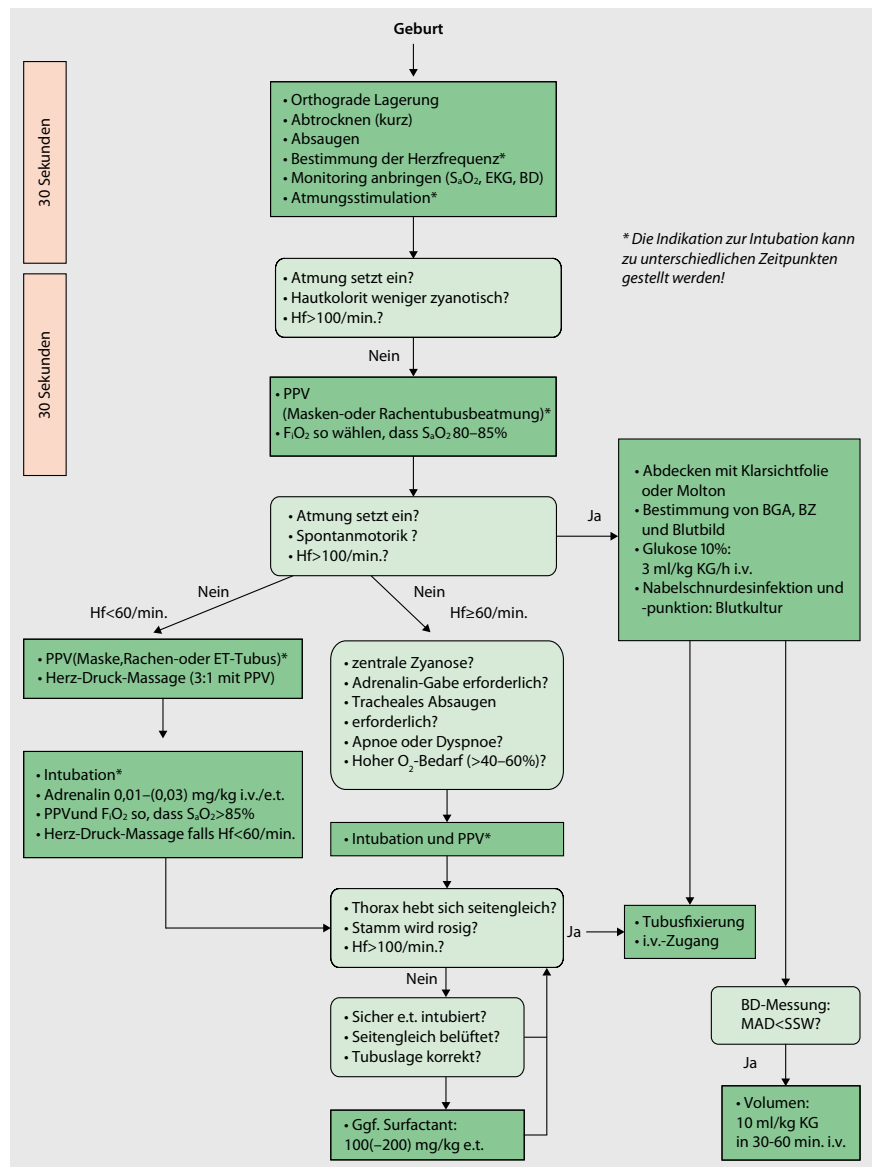 Geburt
30 Sekunden
• Orthograde Lagerung
• Abtrocknen (kurz)
• Absaugen
• Bestimmung der Herzfrequenz*
• Monitoring anbringen (SaO₂, EKG, BD)
• Atmungsstimulation*
* Die Indikation zur Intubation kann
zu unterschiedlichen Zeitpunkten
gestellt werden!
• Atmung setzt ein?
• Hautkolorit weniger zyanotisch?
• Hf>100/min.?
30 Sekunden
Nein
• PPV
(Masken-oder Rachentubusbeatmung)*
• FiO₂ so wählen, dass SaO₂ 80–85%
• Atmung setzt ein?
• Spontanmotorik ?
• Hf>100/min.?
Ja
• Abdecken mit Klarsichtfolie
oder Molton
• Bestimmung von BGA, BZ
und Blutbild
• Glukose 10%:
3 ml/kg KG/h i.v.
• Nabelschnurdesinfektion und
-punktion: Blutkultur
Nein
Hf<60/min.
Nein
Hf≥60/min.
• PPV(Maske,Rachen-oder ET-Tubus)*
• Herz-Druck-Massage (3:1 mit PPV)
• zentrale Zyanose?
• Adrenalin-Gabe erforderlich?
• Tracheales Absaugen
• erforderlich?
• Apnoe oder Dyspnoe?
• Hoher O₂-Bedarf (>40–60%)?
• Intubation*
• Adrenalin 0,01–(0,03) mg/kg i.v./e.t.
• PPVund FiO₂ so, dass SaO₂>85%
• Herz-Druck-Massage falls Hf<60/min.
• Intubation und PPV*
• Thorax hebt sich seitengleich?
• Stamm wird rosig?
• Hf>100/min.?
Ja
• Tubusfixierung
• i.v.-Zugang
Nein
• Sicher e.t. intubiert?
• Seitengleich belüftet?
• Tubuslage korrekt?
BD-Messung:
MAD<SSW?
Ja
• Ggf. Surfactant:
100(–200) mg/kg e.t.
• Volumen:
10 ml/kg KG
in 30-60 min. i.v.